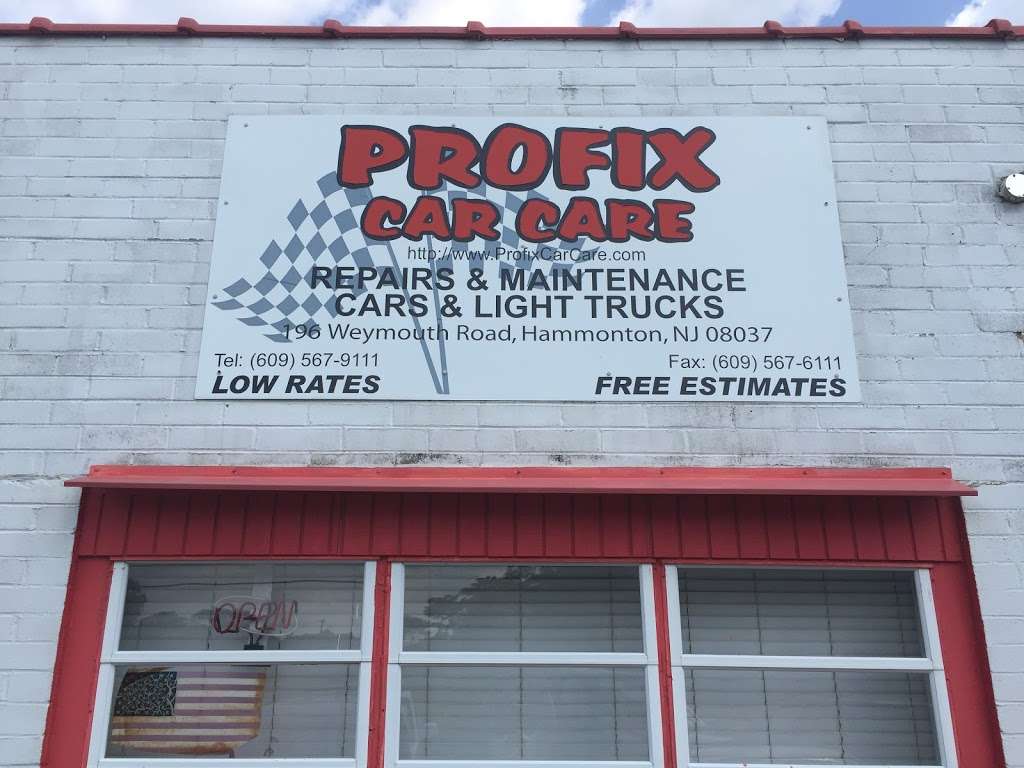 PROFIX
CAR CARE
http://www.ProfixCarCare.com
REPAIRS & MAINTENANCE
CARS & LIGHT TRUCKS
196 Weymouth Road, Hammonton, NJ 08037
Tel: (609) 567-9111 Fax: (609) 567-6111
LOW RATES FREE ESTIMATES
OPEN